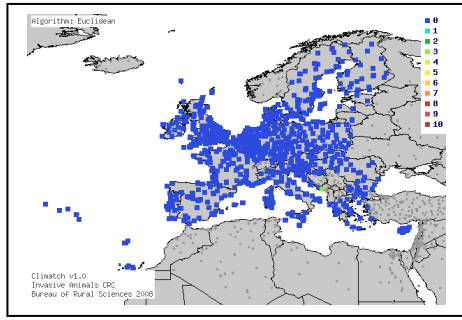 Algorithm: Euclidean
0
1
2
3
4
5
6
7
8
9
10
Climatch v1.0
Invasive Animals CRC
Bureau of Rural Sciences 2008